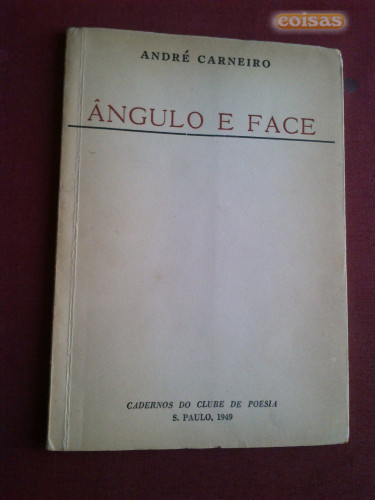 coisas
ANDRÉ CARNEIRO
ÂNGULO E FACE
CADERNOS DO CLUBE DE POESIA
S. PAULO, 1949